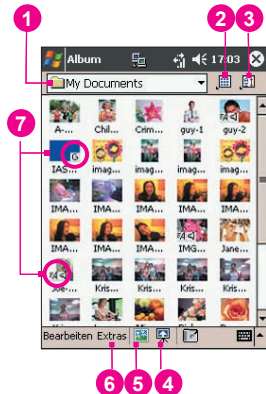 1
2
3
Album 17:03
My Documents
7
A-... Chil... Crim... guy-1 guy-2
G
IAS... imag... imag... imag... imag...
IMA... IMA... IMA... IMA... IMA...
IMA... IMA... IMA... IMG... Jane...
Joe-... Kris... Kris... Kris... Kris...
Bearbeiten Extras
6
5
4